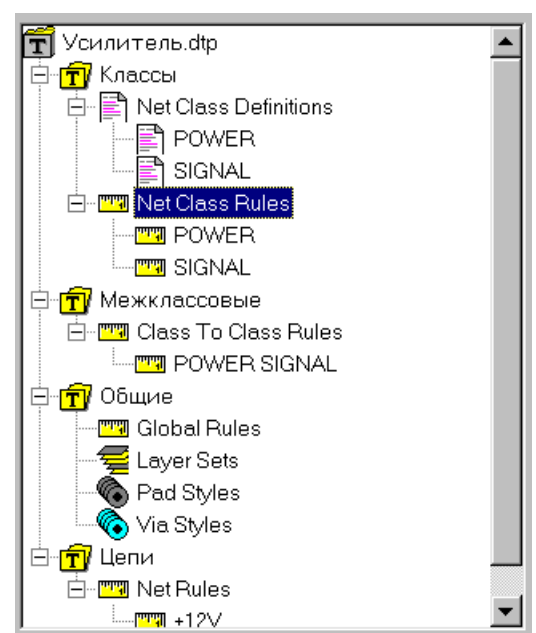 Усилитель.dtp
Классы
Net Class Definitions
POWER
SIGNAL
Net Class Rules
POWER
SIGNAL
Межклассовые
Class To Class Rules
POWER SIGNAL
Общие
Global Rules
Layer Sets
Pad Styles
Via Styles
Цепи
Net Rules
+12V